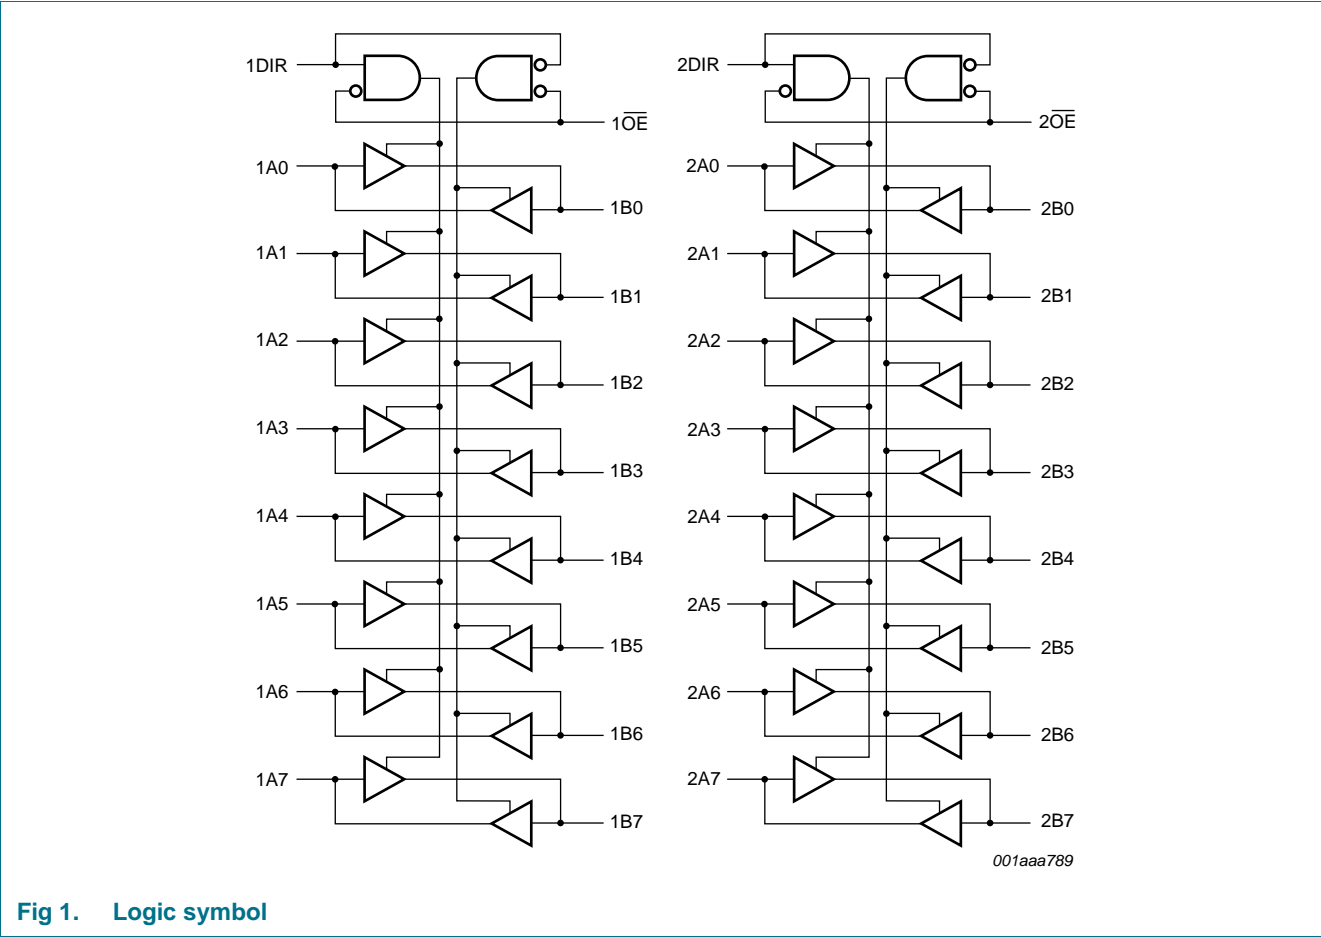 1DIR
1O̅E̅
1A0
1B0
1A1
1B1
1A2
1B2
1A3
1B3
1A4
1B4
1A5
1B5
1A6
1B6
1A7
1B7
2DIR
2O̅E̅
2A0
2B0
2A1
2B1
2A2
2B2
2A3
2B3
2A4
2B4
2A5
2B5
2A6
2B6
2A7
2B7
001aaa789
Fig 1. Logic symbol